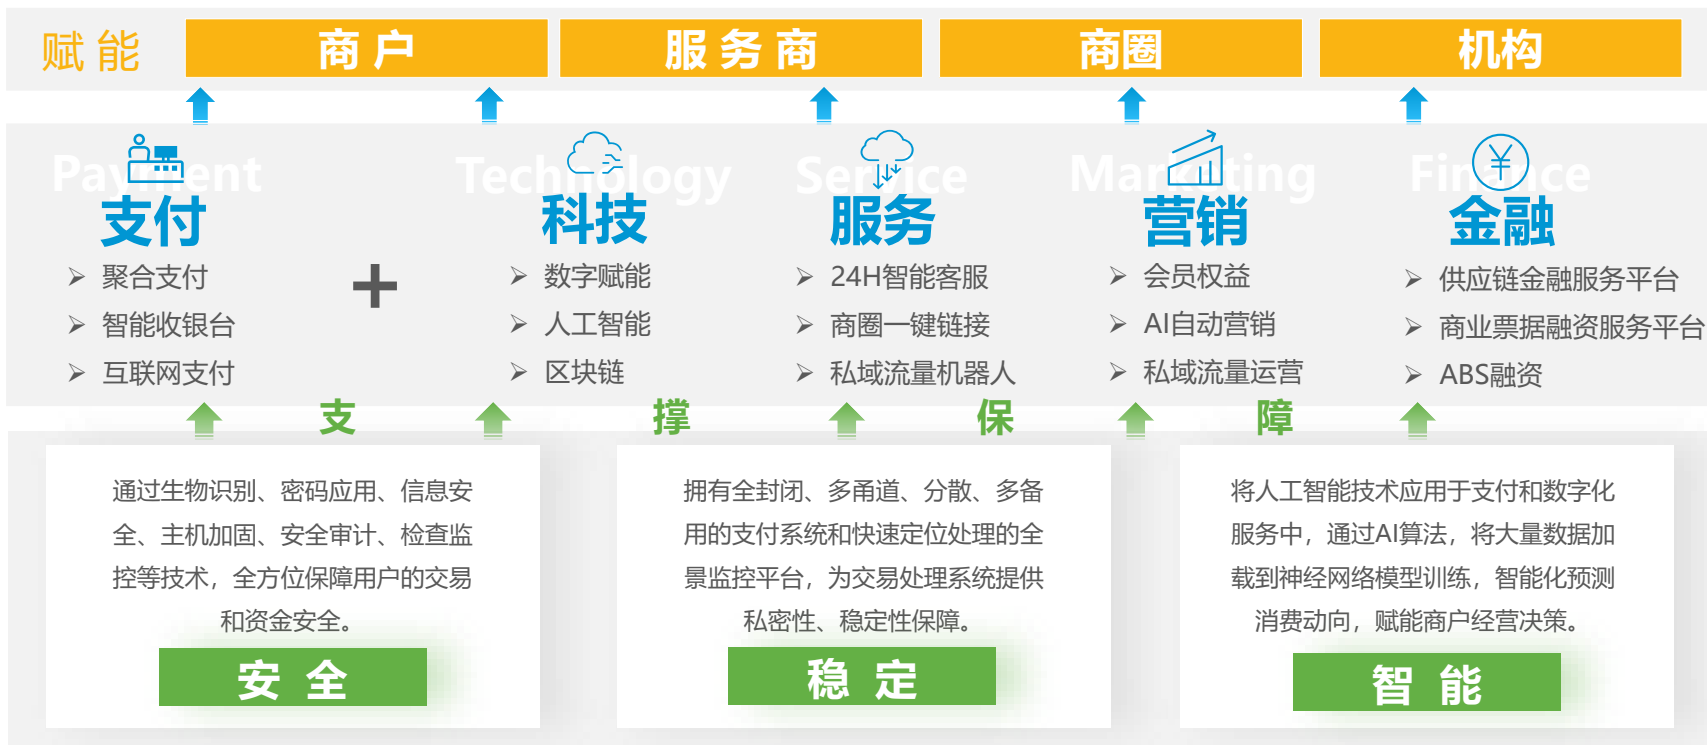 赋 能
商 户
服 务 商
商圈
机构
Payment
支付
➢ 聚合支付
➢ 智能收银台
➢ 互联网支付
+
Technology
科技
➢ 数字赋能
➢ 人工智能
➢ 区块链
Service
服务
➢ 24H智能客服
➢ 商圈一键链接
➢ 私域流量机器人
Marketing
营销
➢ 会员权益
➢ AI自动营销
➢ 私域流量运营
Finance
¥
金融
➢ 供应链金融服务平台
➢ 商业票据融资服务平台
➢ ABS融资
支 撑 保 障
通过生物识别、密码应用、信息安
全、主机加固、安全审计、检查监
控等技术，全方位保障用户的交易
和资金安全。
安 全
拥有全封闭、多甬道、分散、多备
用的支付系统和快速定位处理的全
景监控平台，为交易处理系统提供
私密性、稳定性保障。
稳 定
将人工智能技术应用于支付和数字化
服务中，通过AI算法，将大量数据加
载到神经网络模型训练，智能化预测
消费动向，赋能商户经营决策。
智 能